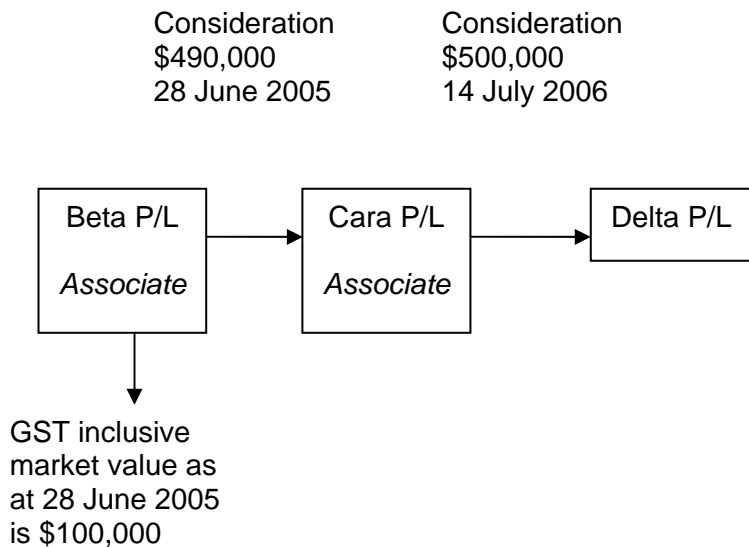 Consideration
$490,000
28 June 2005
Consideration
$500,000
14 July 2006
Beta P/L
Associate
Cara P/L
Associate
Delta P/L
GST inclusive
market value as
at 28 June 2005
is $100,000